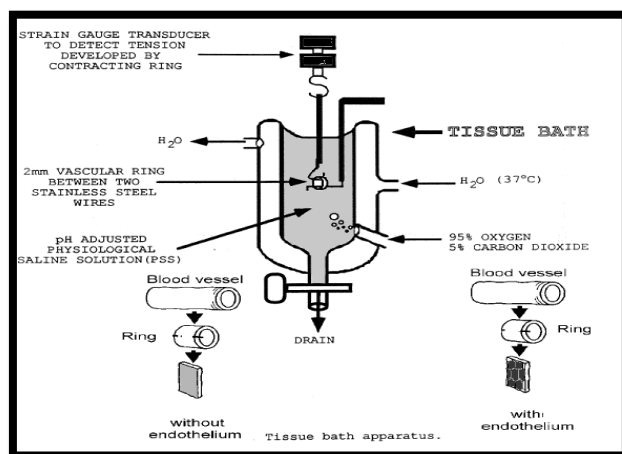 STRAIN GAUGE TRANSDUCER
TO DETECT TENSION
DEVELOPED BY
CONTRACTING RING
H₂O
TISSUE BATH
2mm VASCULAR RING
BETWEEN TWO
STAINLESS STEEL
WIRES
H₂O (37°C)
pH ADJUSTED
PHYSIOLOGICAL
SALINE SOLUTION(PSS)
95% OXYGEN
5% CARBON DIOXIDE
Blood vessel
Ring
without
endothelium
DRAIN
Blood vessel
Ring
with
endothelium
Tissue bath apparatus.